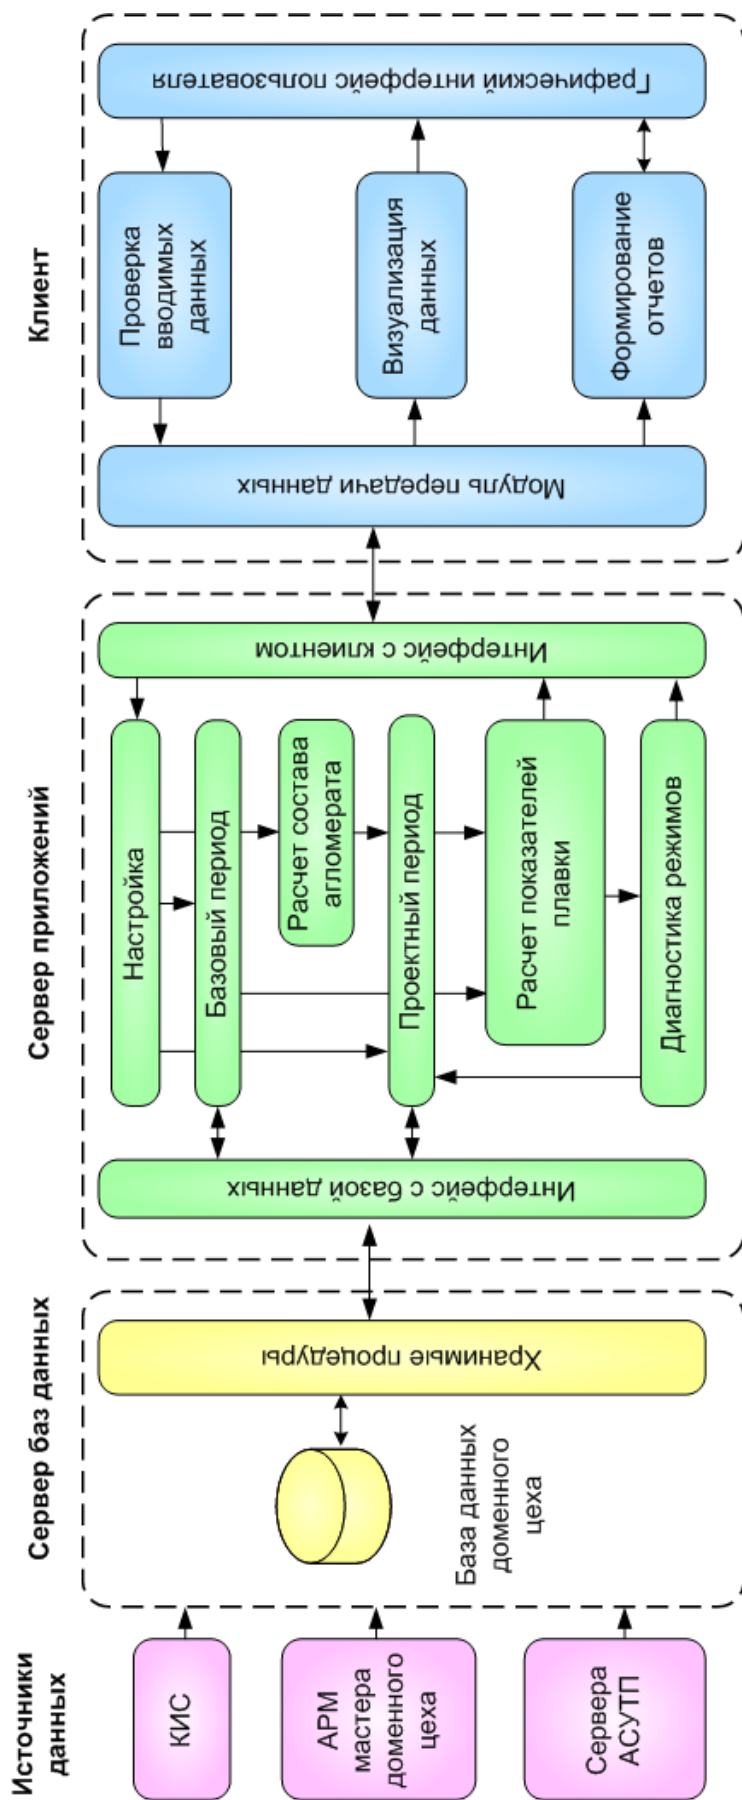 Источники
данных
КИС
АРМ
мастера
доменного
цеха
Сервера
АСУТП
Сервер баз данных
База данных
доменного
цеха
Хранимые процедуры
Сервер приложений
Интерфейс с базой данных
Настройка
Базовый период
Расчет состава
агломерата
Проектный период
Расчет показателей
плавки
Диагностика режимов
Интерфейс с клиентом
Клиент
Модуль передачи данных
Проверка
вводимых
данных
Визуализация
данных
Формирование
отчетов
Графический интерфейс пользователя